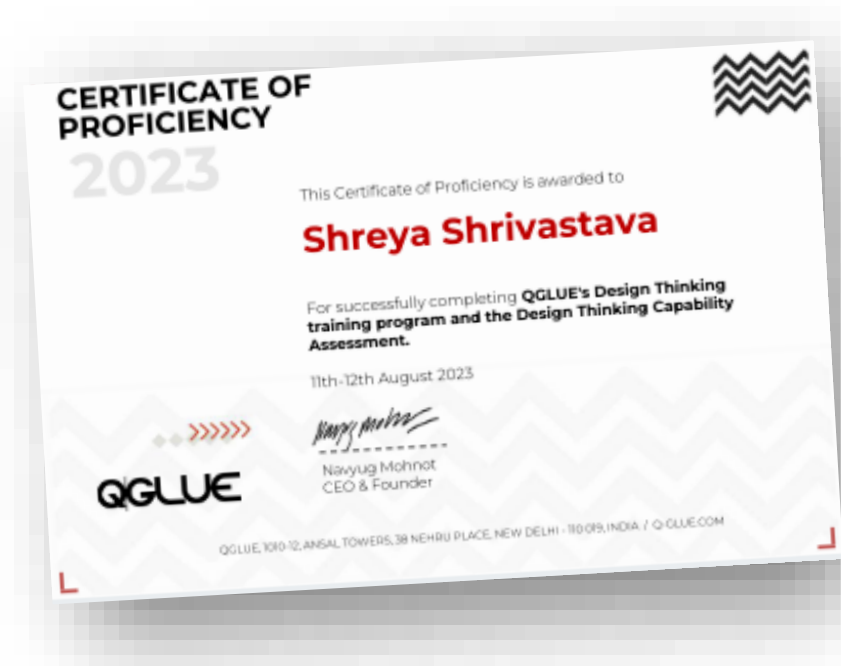 CERTIFICATE OF
PROFICIENCY
2023
This Certificate of Proficiency is awarded to
Shreya Shrivastava
For successfully completing QGLUE's Design Thinking
training program and the Design Thinking Capability
Assessment.
11th-12th August 2023
Navyug Mohnot
CEO & Founder
QGLUE
QGLUE, 1010-12, ANSAL TOWERS, 38 NEHRU PLACE, NEW DELHI - 110 019, INDIA / Q-GLUE.COM